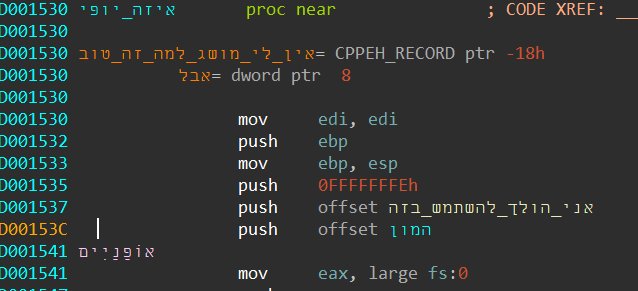 D001530 איזה_יופי proc near ; CODE XREF: __
D001530
D001530 אין_לי_מושג_למה_זה_טוב= CPPEH_RECORD ptr -18h
D001530 אבל= dword ptr 8
D001530
D001530 mov edi, edi
D001532 push ebp
D001533 mov ebp, esp
D001535 push 0FFFFFFFEh
D001537 push offset אני_הולך_להשתמש_בזה
D00153C push offset המון
D001541 אוֹפַנַיִים
D001541 mov eax, large fs:0